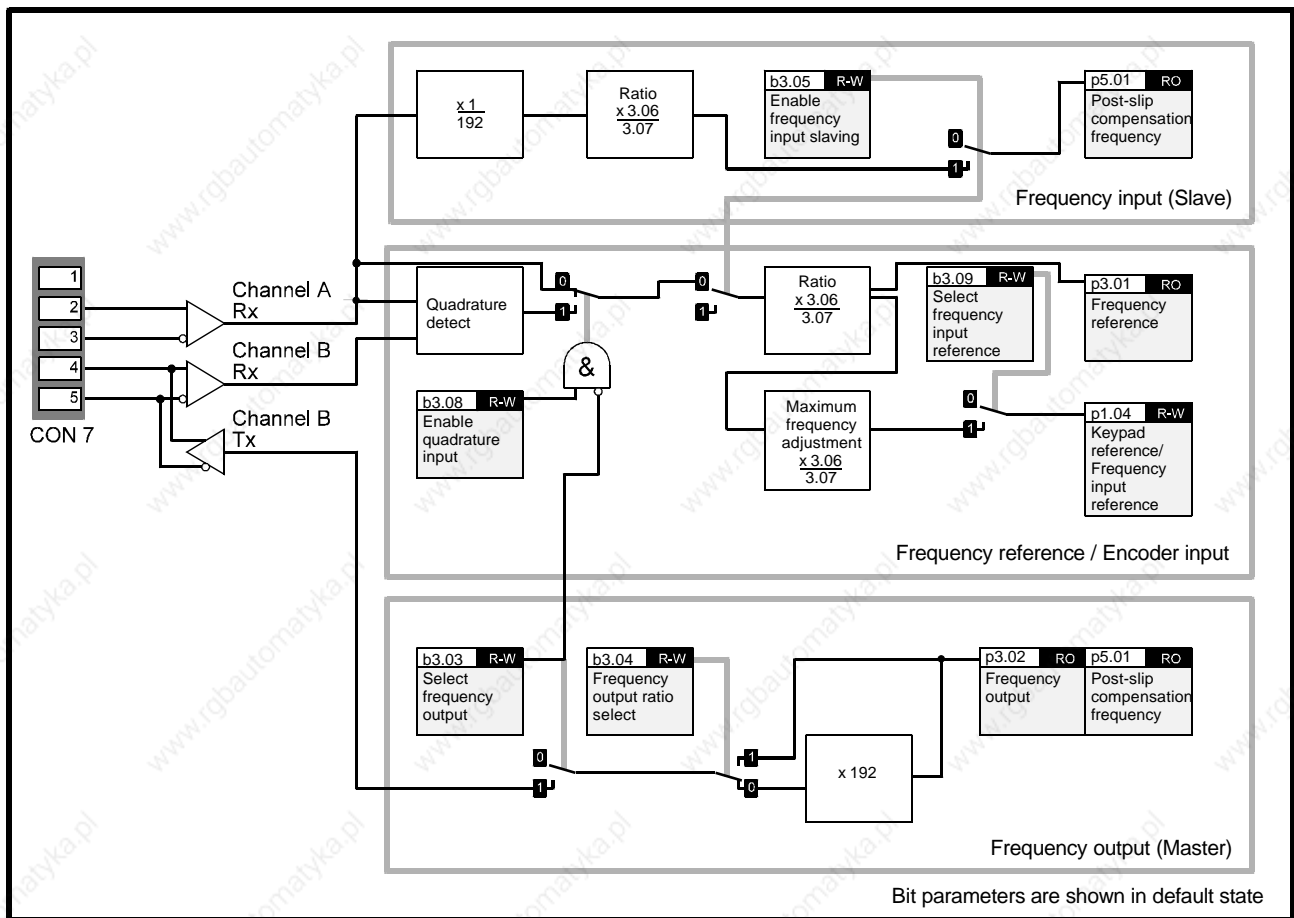 x 1
192
Ratio
x 3.06
3.07
b3.05 R-W
Enable
frequency
input slaving
0
1
p5.01 RO
Post-slip
compensation
frequency
Frequency input (Slave)
1
2
3
4
5
CON 7
Channel A
Rx
Channel B
Rx
Channel B
Tx
Quadrature
detect
0
1
&
b3.08 R-W
Enable
quadrature
input
0
1
Ratio
x 3.06
3.07
b3.09 R-W
Select
frequency
input
reference
p3.01 RO
Frequency
reference
Maximum
frequency
adjustment
x 3.06
3.07
0
1
p1.04 R-W
Keypad
reference/
Frequency
input
reference
Frequency reference / Encoder input
b3.03 R-W
Select
frequency
output
b3.04 R-W
Frequency
output ratio
select
0
1
1
0
x 192
p3.02 RO
Frequency
output
p5.01 RO
Post-slip
compensation
frequency
Frequency output (Master)
Bit parameters are shown in default state
www.rgbautomatyka.pl